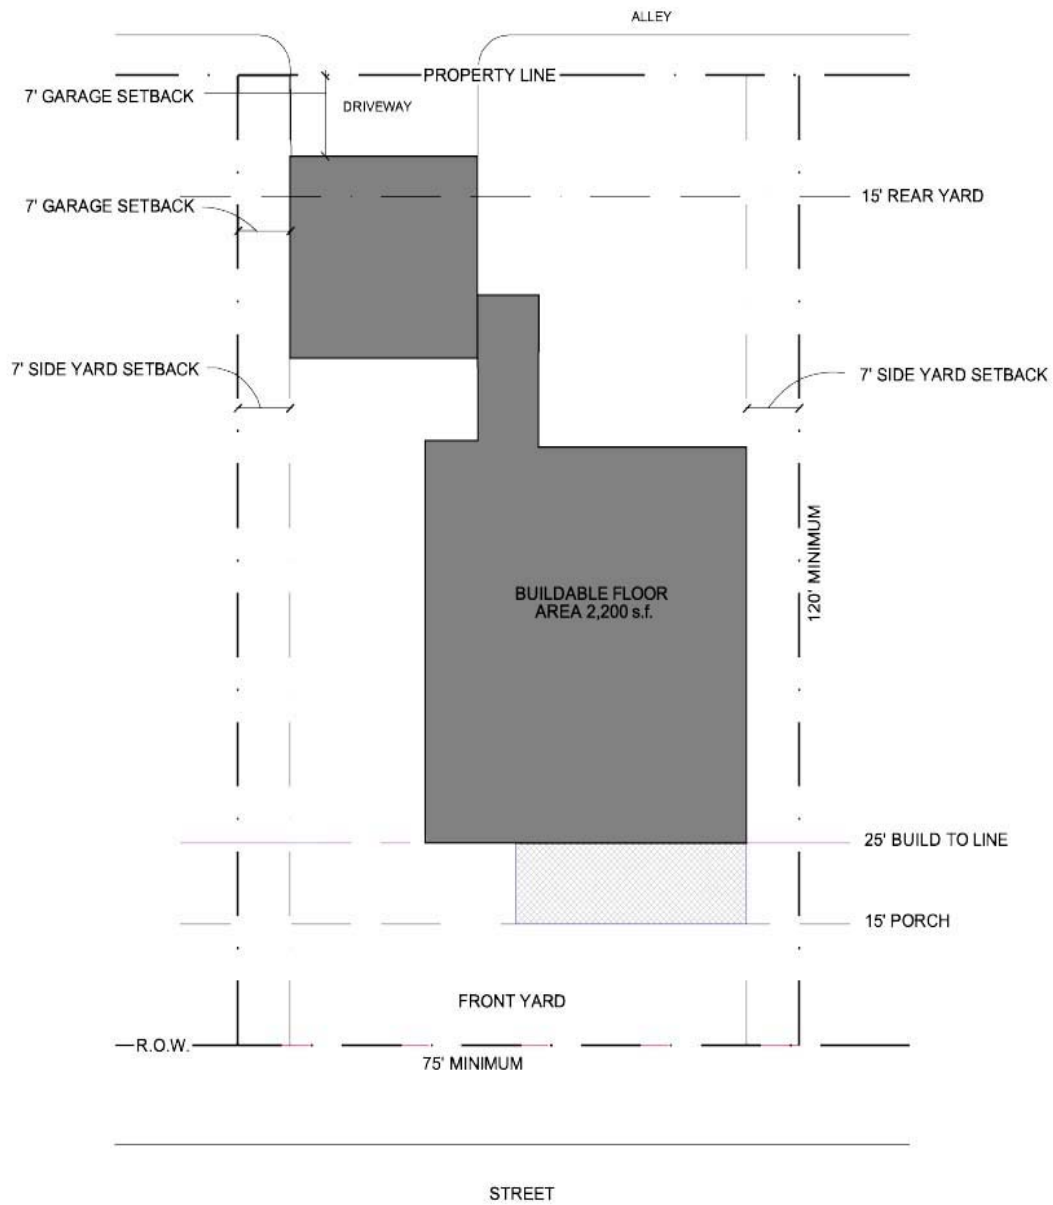 ALLEY
PROPERTY LINE
7' GARAGE SETBACK
DRIVEWAY
15' REAR YARD
7' GARAGE SETBACK
7' SIDE YARD SETBACK
7' SIDE YARD SETBACK
120' MINIMUM
BUILDABLE FLOOR
AREA 2,200 s.f.
25' BUILD TO LINE
15' PORCH
FRONT YARD
R.O.W.
75' MINIMUM
STREET